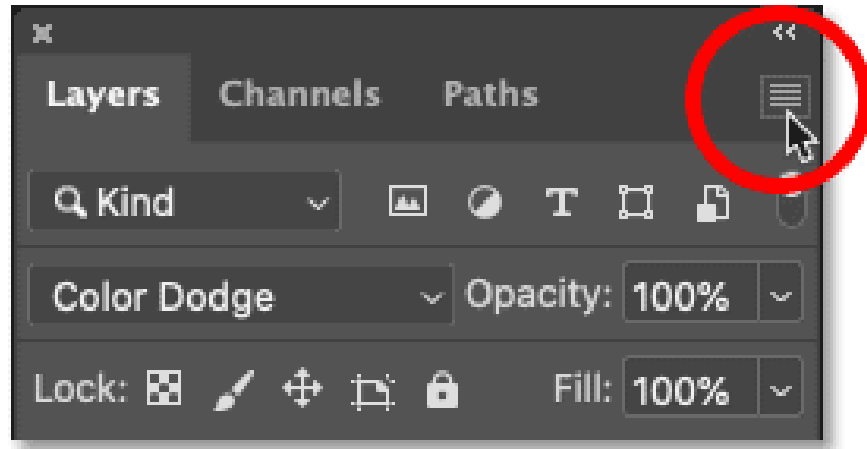 Layers Channels Paths
Kind
Color Dodge Opacity: 100%
Lock: Fill: 100%